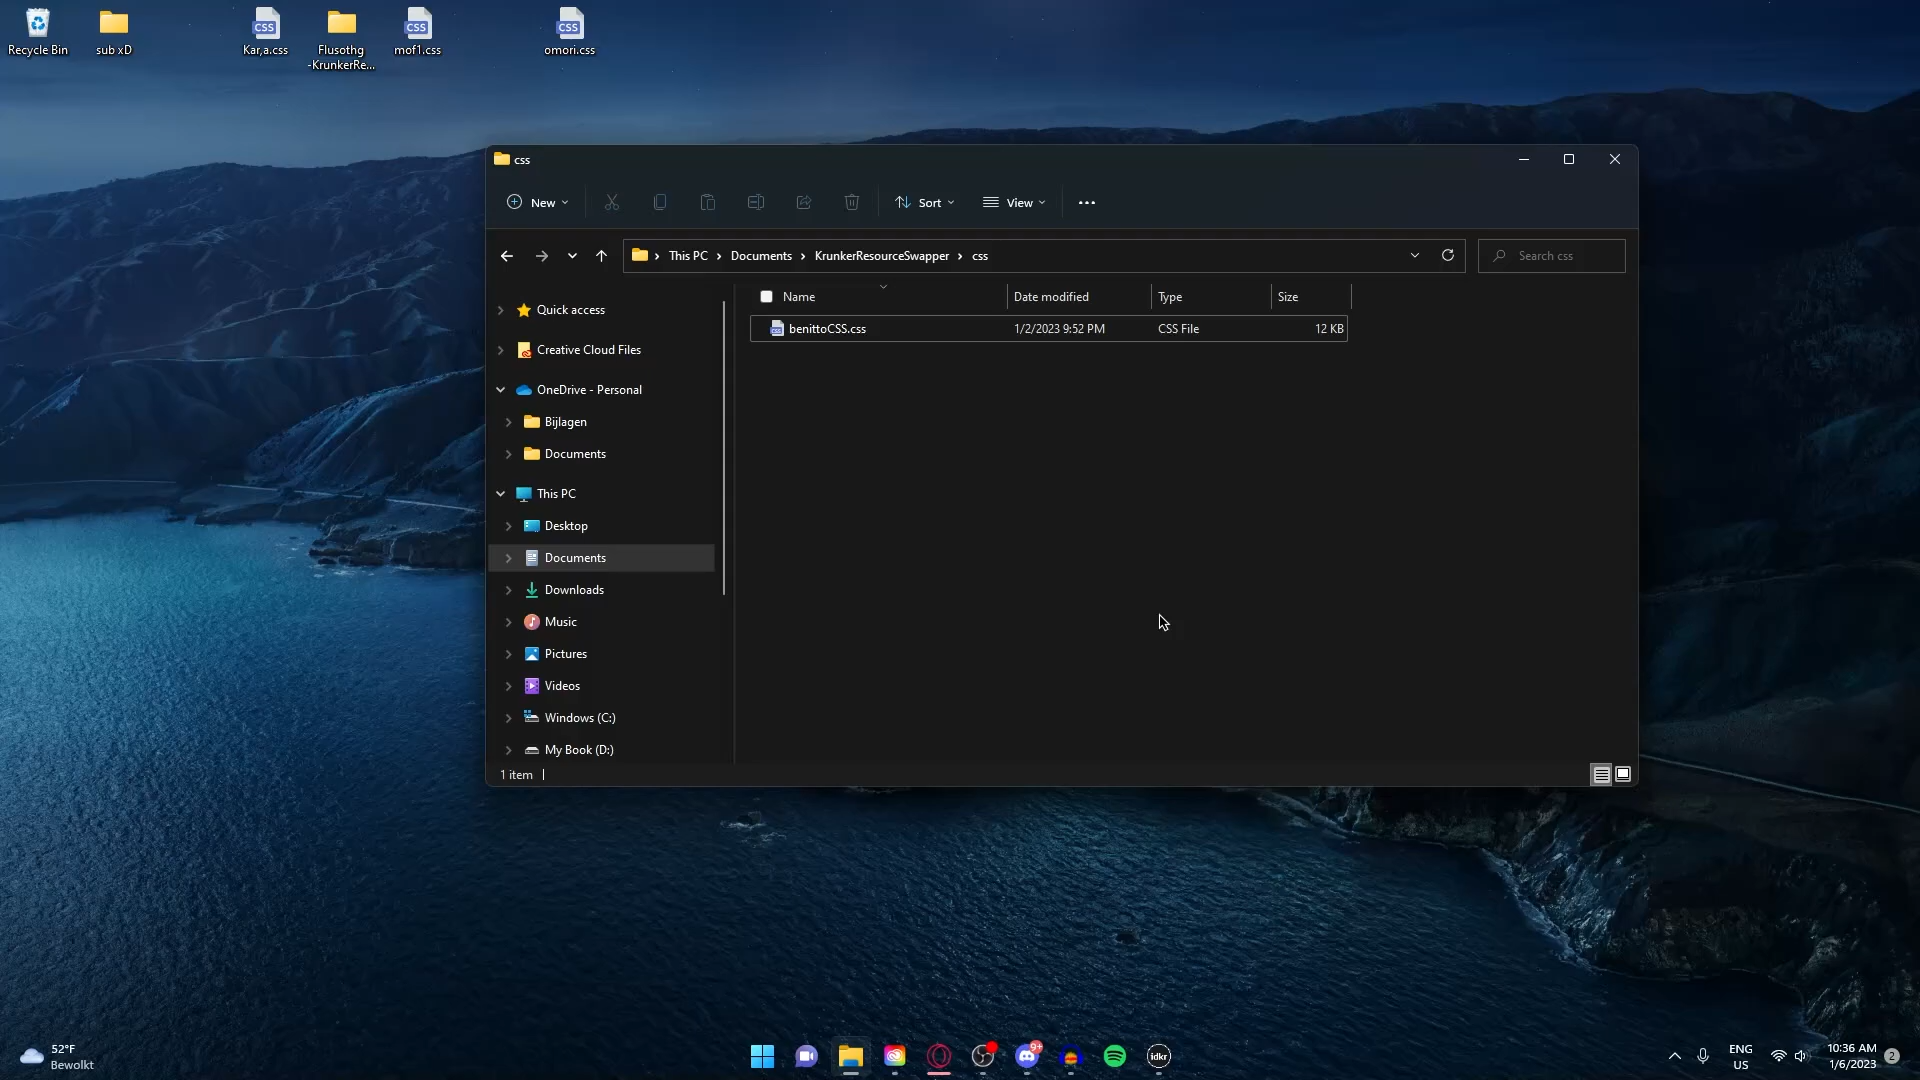 Recycle Bin
sub xD
Kar,a.css
Flusothg
-KrunkerRe...
mof1.css
omori.css
css
New
Sort
View
This PC
Documents
KrunkerResourceSwapper
css
Search css
Name
Date modified
Type
Size
benittoCSS.css
1/2/2023 9:52 PM
CSS File
12 KB
Quick access
Creative Cloud Files
OneDrive - Personal
Bijlagen
Documents
This PC
Desktop
Documents
Downloads
Music
Pictures
Videos
Windows (C:)
My Book (D:)
1 item
52°F
Bewolkt
9+
idkr
ENG
US
10:36 AM
1/6/2023
2